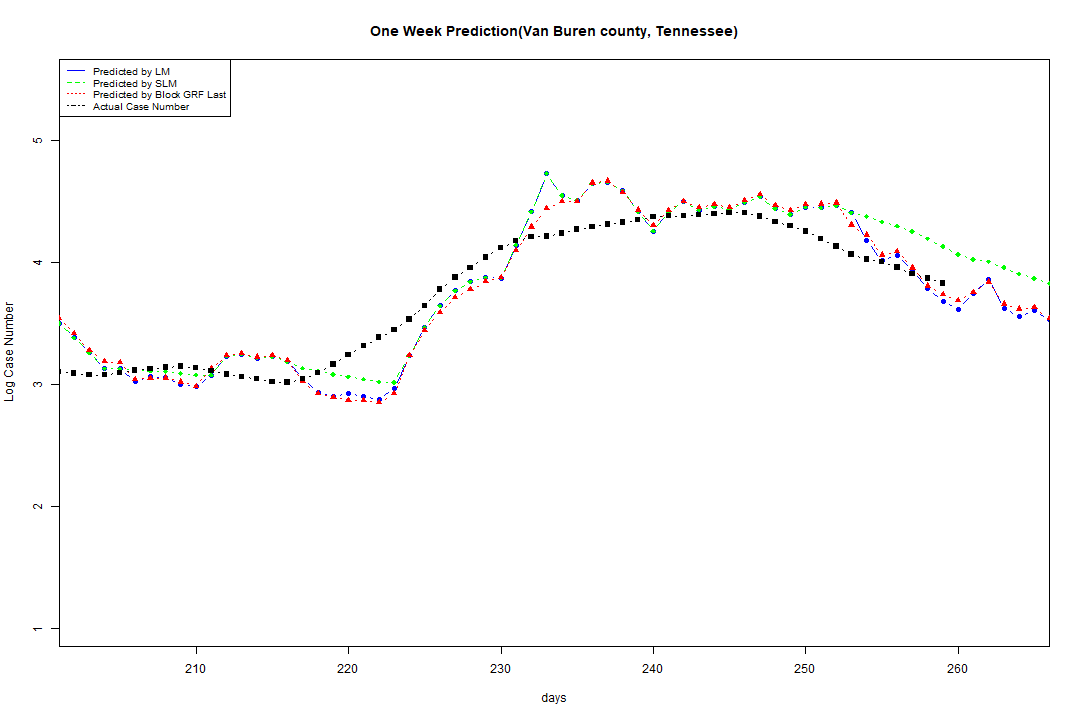 One Week Prediction(Van Buren county, Tennessee)
Predicted by LM
Predicted by SLM
Predicted by Block GRF Last
Actual Case Number
5
4
3
2
1
Log Case Number
210 220 230 240 250 260
days